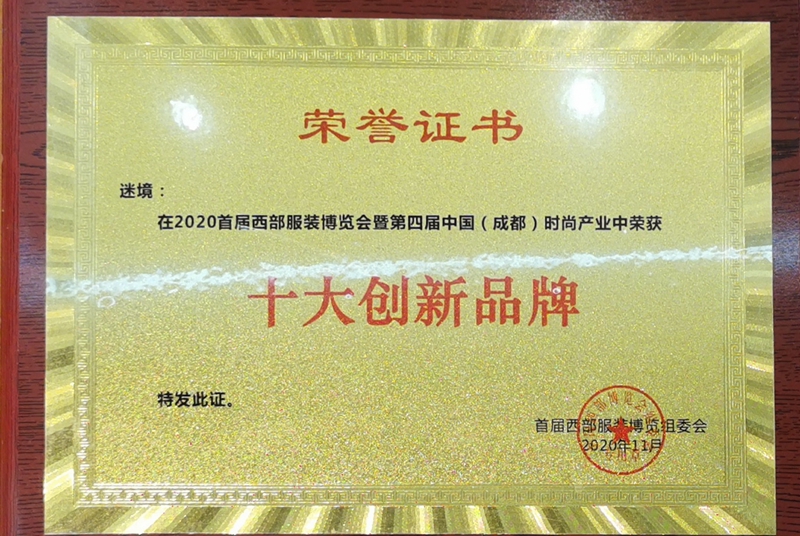 荣誉证书
迷境：
在2020首届西部服装博览会暨第四届中国（成都）时尚产业中荣获
十大创新品牌
特发此证。
首届西部服装博览组委会
2020年11月